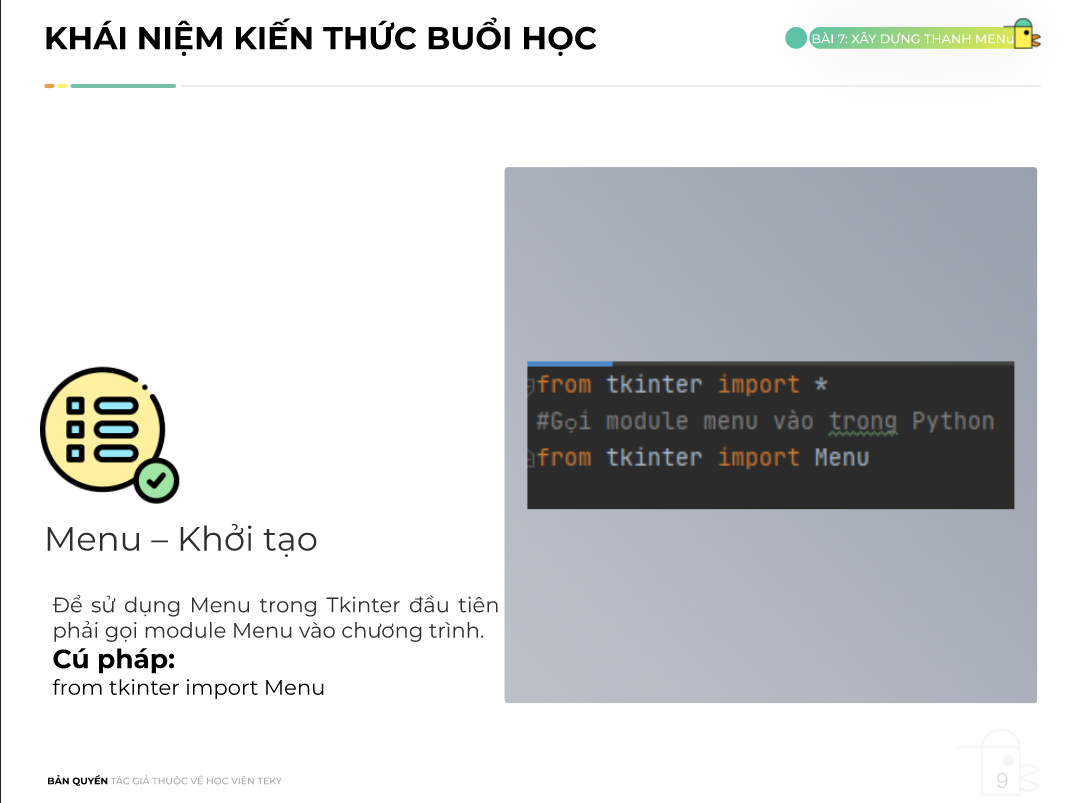 KHÁI NIỆM KIẾN THỨC BUỔI HỌC
BÀI 7: XÂY DỰNG THANH MENU
from tkinter import *
#Gọi module menu vào trong Python
from tkinter import Menu
Menu – Khởi tạo
Để sử dụng Menu trong Tkinter đầu tiên
phải gọi module Menu vào chương trình.
Cú pháp:
from tkinter import Menu
BẢN QUYỀN TÁC GIẢ THUỘC VỀ HỌC VIỆN TEKY
9